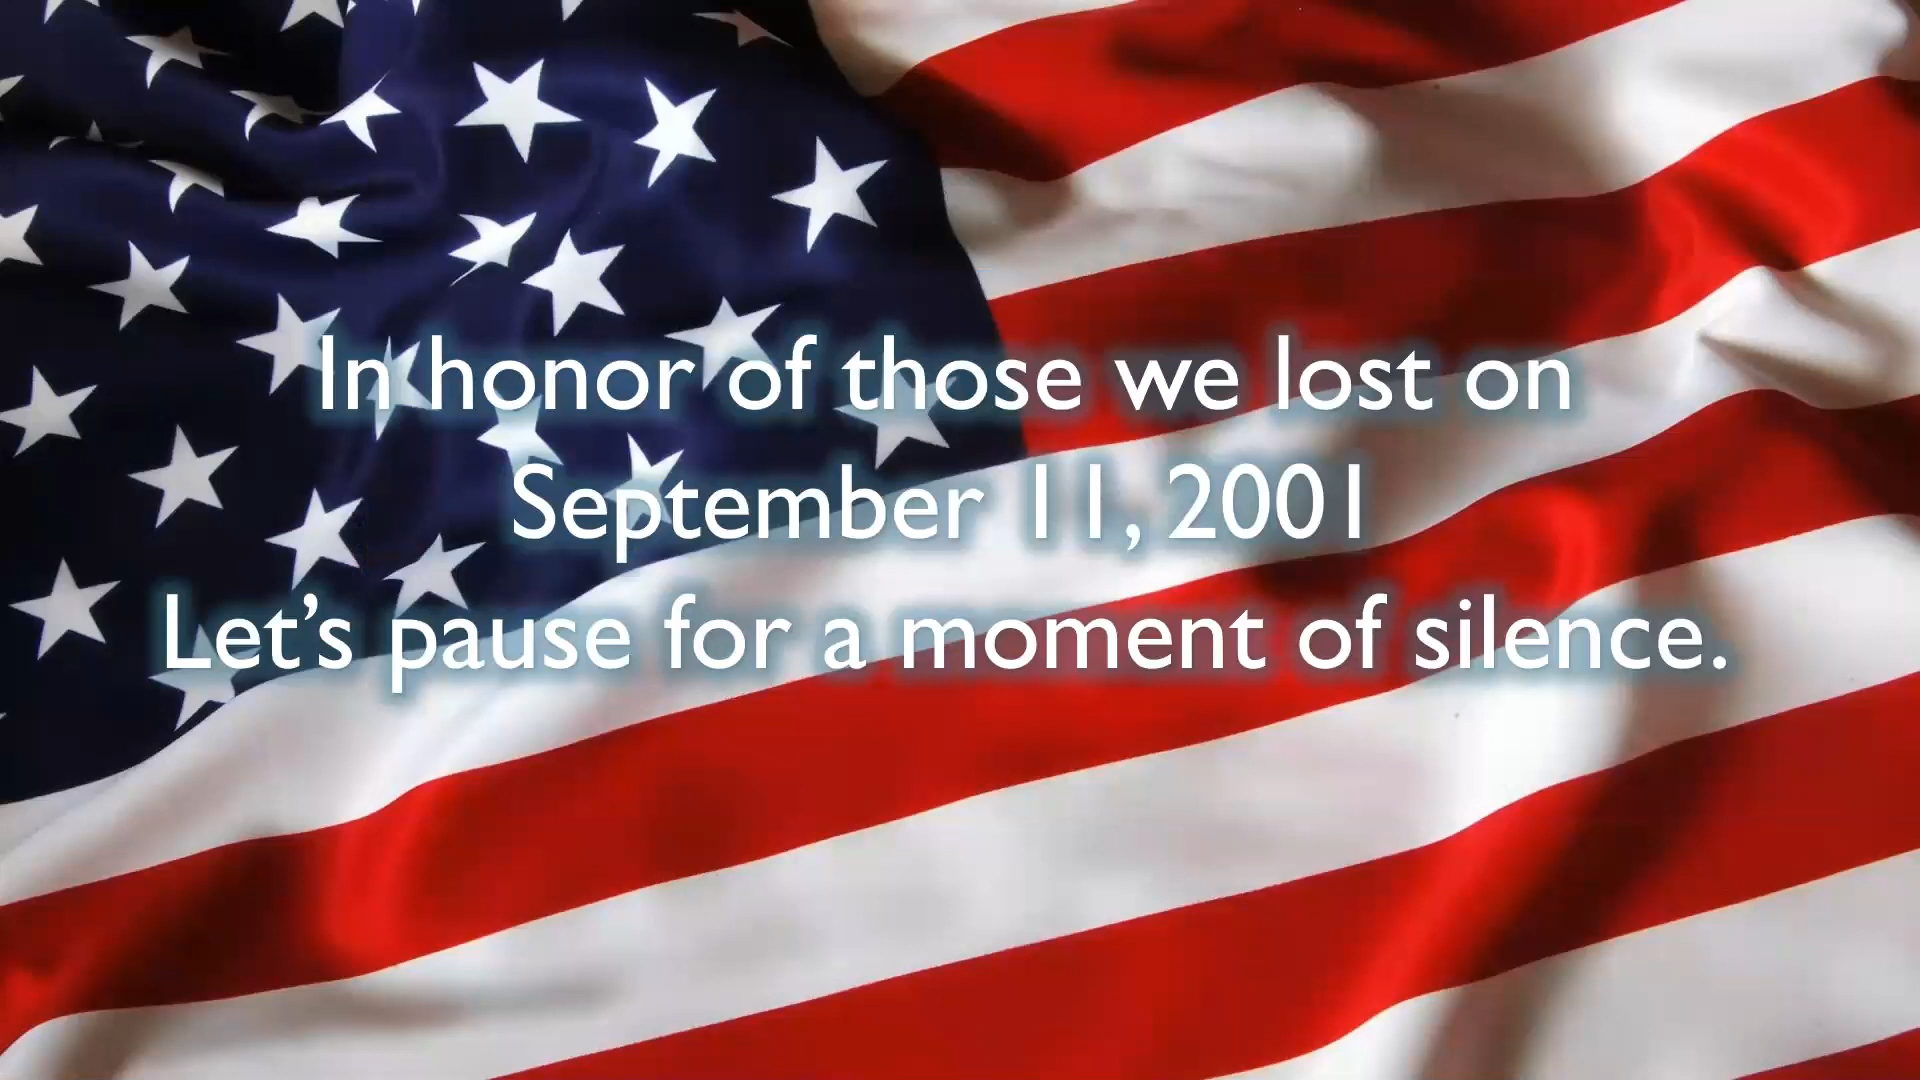 In honor of those we lost on
September 11, 2001
Let's pause for a moment of silence.